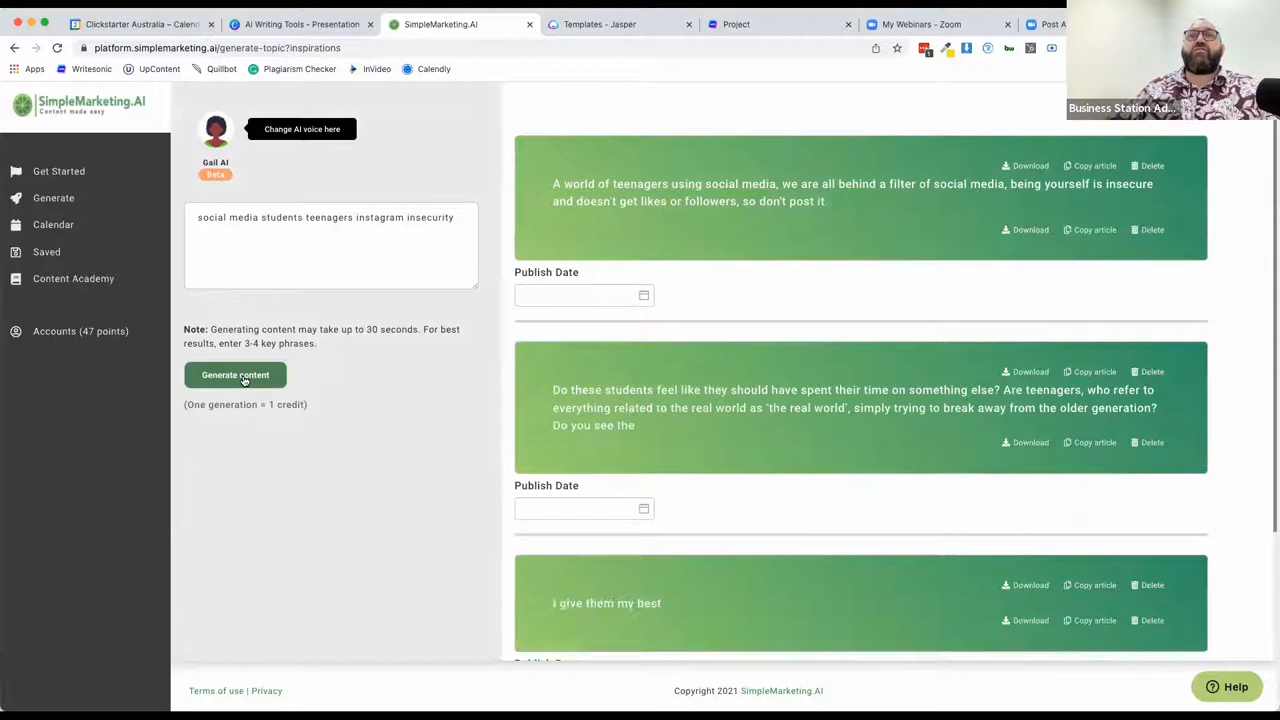 Clickstarter Australia – Calend
Ai Writing Tools – Presentation
SimpleMarketing.AI
Templates - Jasper
Project
My Webinars - Zoom
Post A
platform.simplemarketing.ai/generate-topic?inspirations
Apps
Writesonic
UpContent
Quillbot
Plagiarism Checker
InVideo
Calendly
Business Station Ad...
SimpleMarketing.AI
Content made easy
Get Started
Generate
Calendar
Saved
Content Academy
Accounts (47 points)
Change AI voice here
Gail AI
Beta
social media students teenagers instagram insecurity
Note: Generating content may take up to 30 seconds. For best
results, enter 3-4 key phrases.
Generate content
(One generation = 1 credit)
Download Copy article Delete
A world of teenagers using social media, we are all behind a filter of social media, being yourself is insecure
and doesn't get likes or followers, so don't post it.
Download Copy article Delete
Publish Date
Download Copy article Delete
Do these students feel like they should have spent their time on something else? Are teenagers, who refer to
everything related to the real world as 'the real world', simply trying to break away from the older generation?
Do you see the
Download Copy article Delete
Publish Date
Download Copy article Delete
I give them my best
Download Copy article Delete
Terms of use | Privacy
Copyright 2021 SimpleMarketing.AI
Help